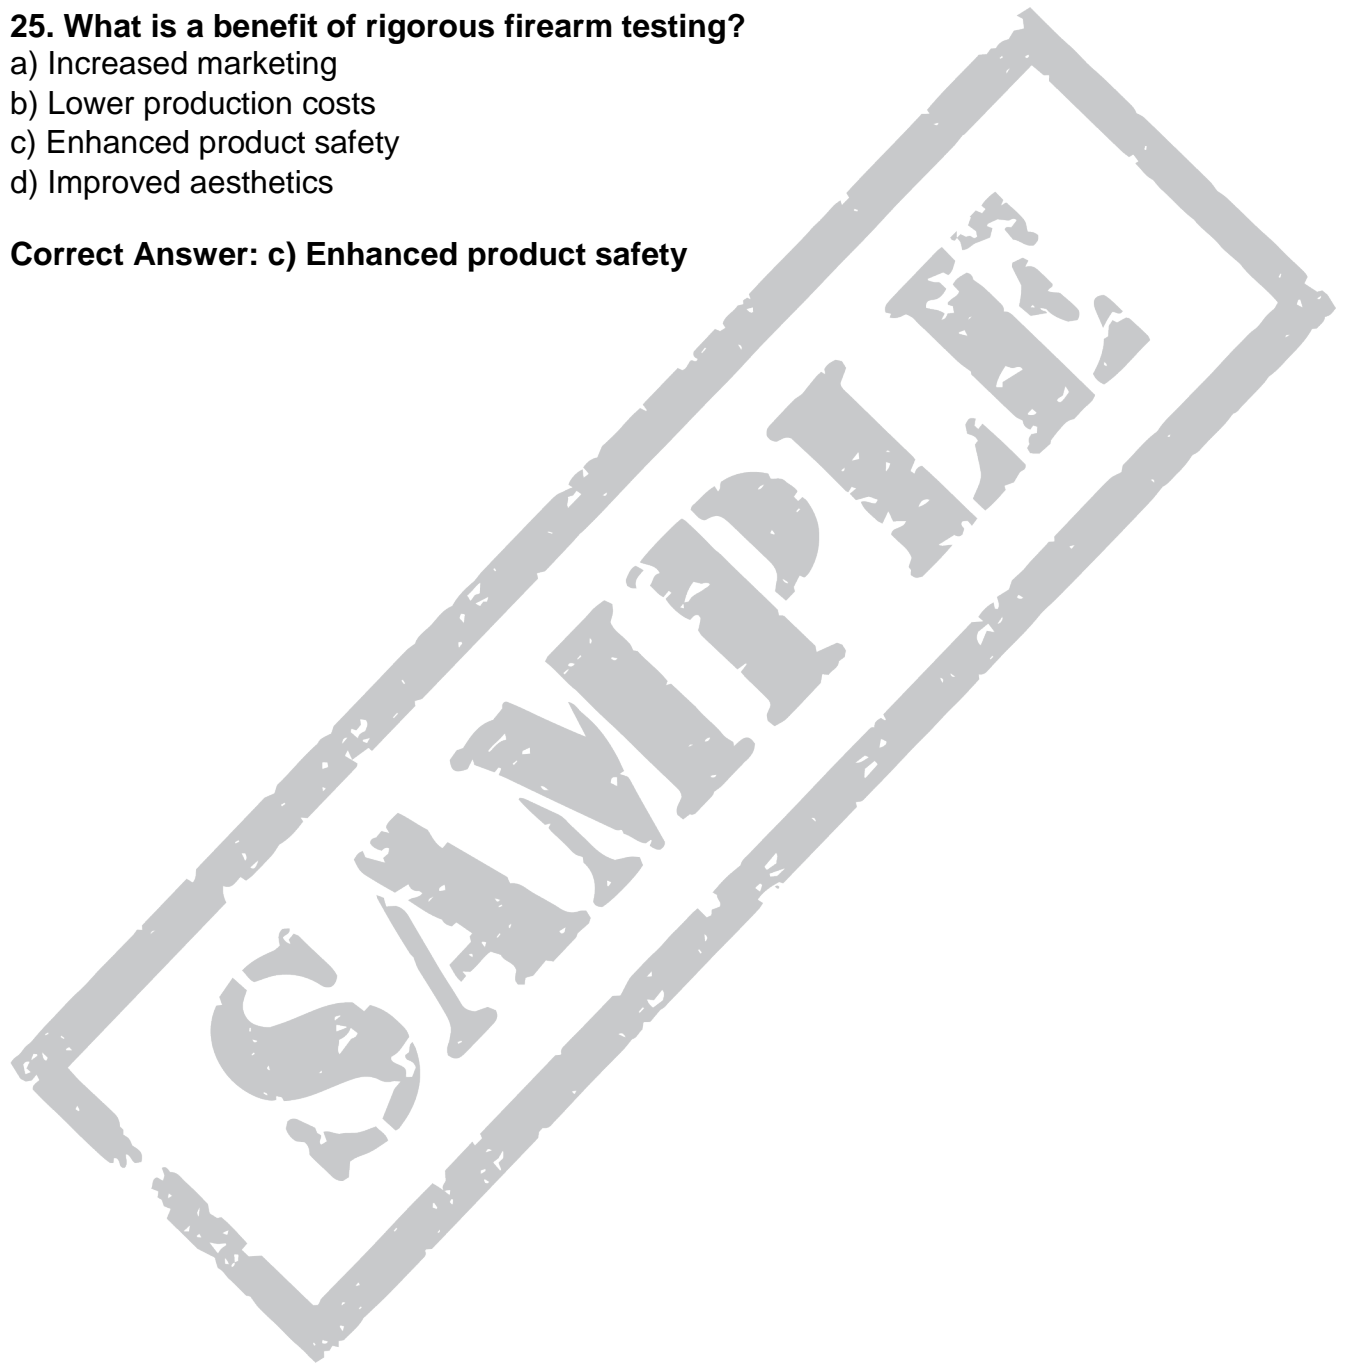 25. What is a benefit of rigorous firearm testing?
a) Increased marketing
b) Lower production costs
c) Enhanced product safety
d) Improved aesthetics
Correct Answer: c) Enhanced product safety
SAMPLE